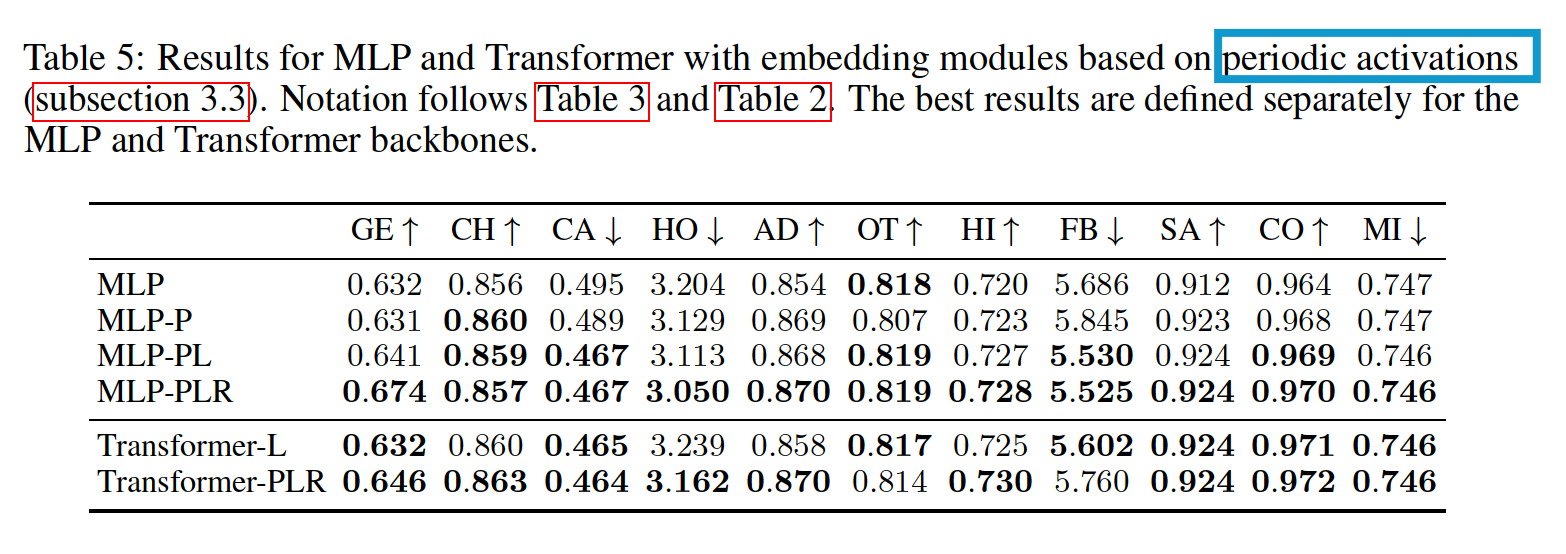 Table 5: Results for MLP and Transformer with embedding modules based on periodic activations
(subsection 3.3). Notation follows Table 3 and Table 2. The best results are defined separately for the
MLP and Transformer backbones.
GE ↑ CH ↑ CA ↓ HO ↓ AD ↑ OT ↑ HI ↑ FB ↓ SA ↑ CO ↑ MI ↓
MLP 0.632 0.856 0.495 3.204 0.854 0.818 0.720 5.686 0.912 0.964 0.747
MLP-P 0.631 0.860 0.489 3.129 0.869 0.807 0.723 5.845 0.923 0.968 0.747
MLP-PL 0.641 0.859 0.467 3.113 0.868 0.819 0.727 5.530 0.924 0.969 0.746
MLP-PLR 0.674 0.857 0.467 3.050 0.870 0.819 0.728 5.525 0.924 0.970 0.746
Transformer-L 0.632 0.860 0.465 3.239 0.858 0.817 0.725 5.602 0.924 0.971 0.746
Transformer-PLR 0.646 0.863 0.464 3.162 0.870 0.814 0.730 5.760 0.924 0.972 0.746